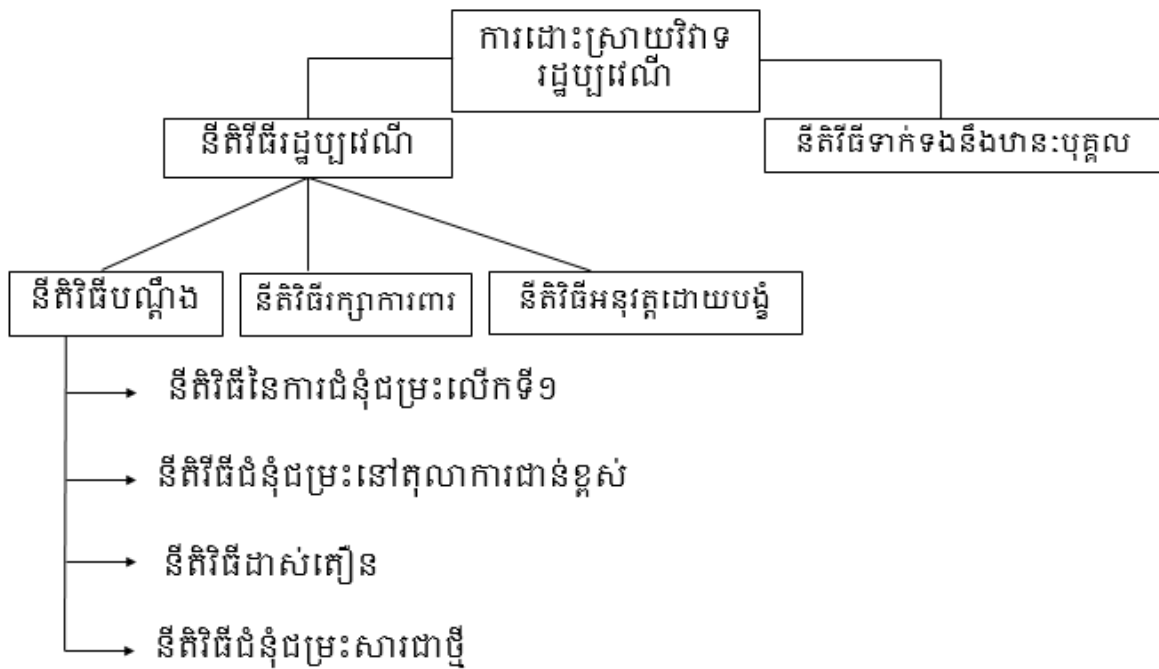 ការដោះស្រាយវិវាទ
រដ្ឋប្បវេណី
នីតិវិធីរដ្ឋប្បវេណី
នីតិវិធីទាក់ទងនឹងឋានៈបុគ្គល
នីតិវិធីបណ្តឹង
នីតិវិធីរក្សាការពារ
នីតិវិធីអនុវត្តដោយបង្ខំ
នីតិវិធីនៃការជំនុំជម្រះលើកទី១
នីតិវិធីជំនុំជម្រះនៅតុលាការជាន់ខ្ពស់
នីតិវិធីដាស់តឿន
នីតិវិធីជំនុំជម្រះសារជាថ្មី